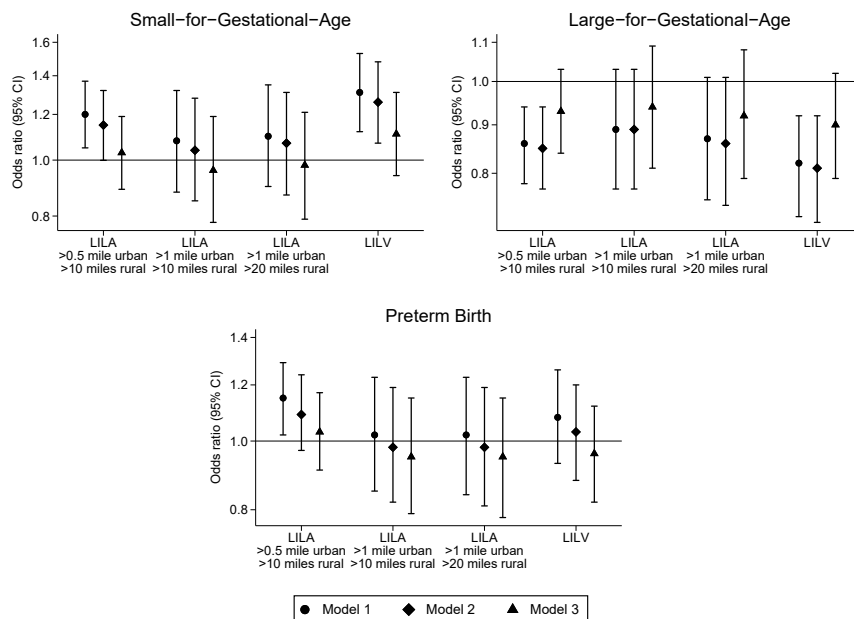 Small−for−Gestational−Age
Odds ratio (95% CI)
1.6
1.4
1.2
1.0
0.8
LILA
>0.5 mile urban
>10 miles rural
LILA
>1 mile urban
>10 miles rural
LILA
>1 mile urban
>20 miles rural
LILV
Large−for−Gestational−Age
Odds ratio (95% CI)
1.1
1.0
0.9
0.8
LILA
>0.5 mile urban
>10 miles rural
LILA
>1 mile urban
>10 miles rural
LILA
>1 mile urban
>20 miles rural
LILV
Preterm Birth
Odds ratio (95% CI)
1.4
1.2
1.0
0.8
LILA
>0.5 mile urban
>10 miles rural
LILA
>1 mile urban
>10 miles rural
LILA
>1 mile urban
>20 miles rural
LILV
Model 1 Model 2 Model 3